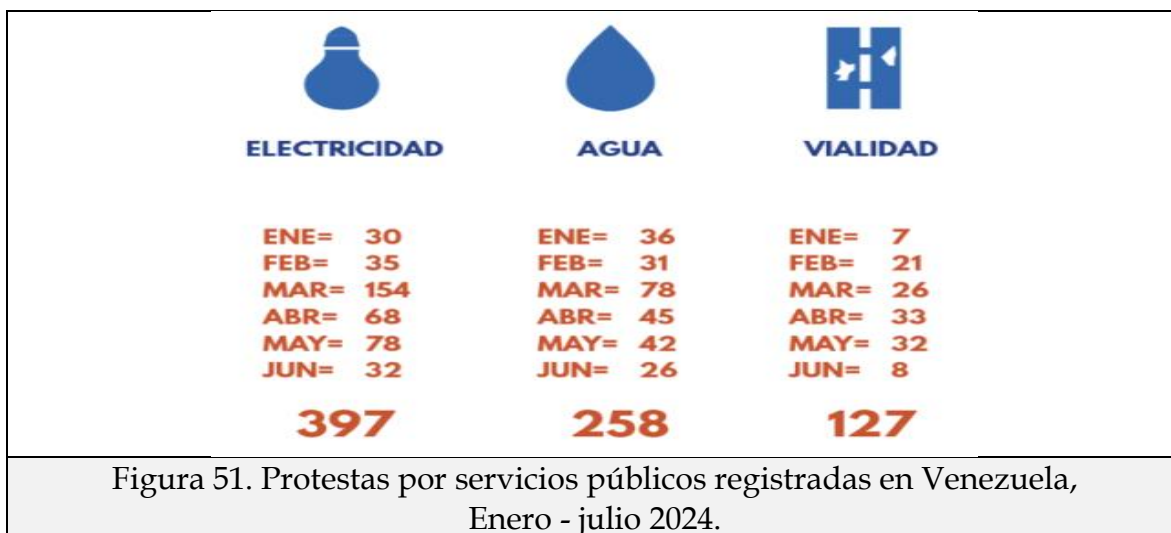 ELECTRICIDAD AGUA VIALIDAD
ENE= 30 ENE= 36 ENE= 7
FEB= 35 FEB= 31 FEB= 21
MAR= 154 MAR= 78 MAR= 26
ABR= 68 ABR= 45 ABR= 33
MAY= 78 MAY= 42 MAY= 32
JUN= 32 JUN= 26 JUN= 8
397 258 127
Figura 51. Protestas por servicios públicos registradas en Venezuela,
Enero - julio 2024.